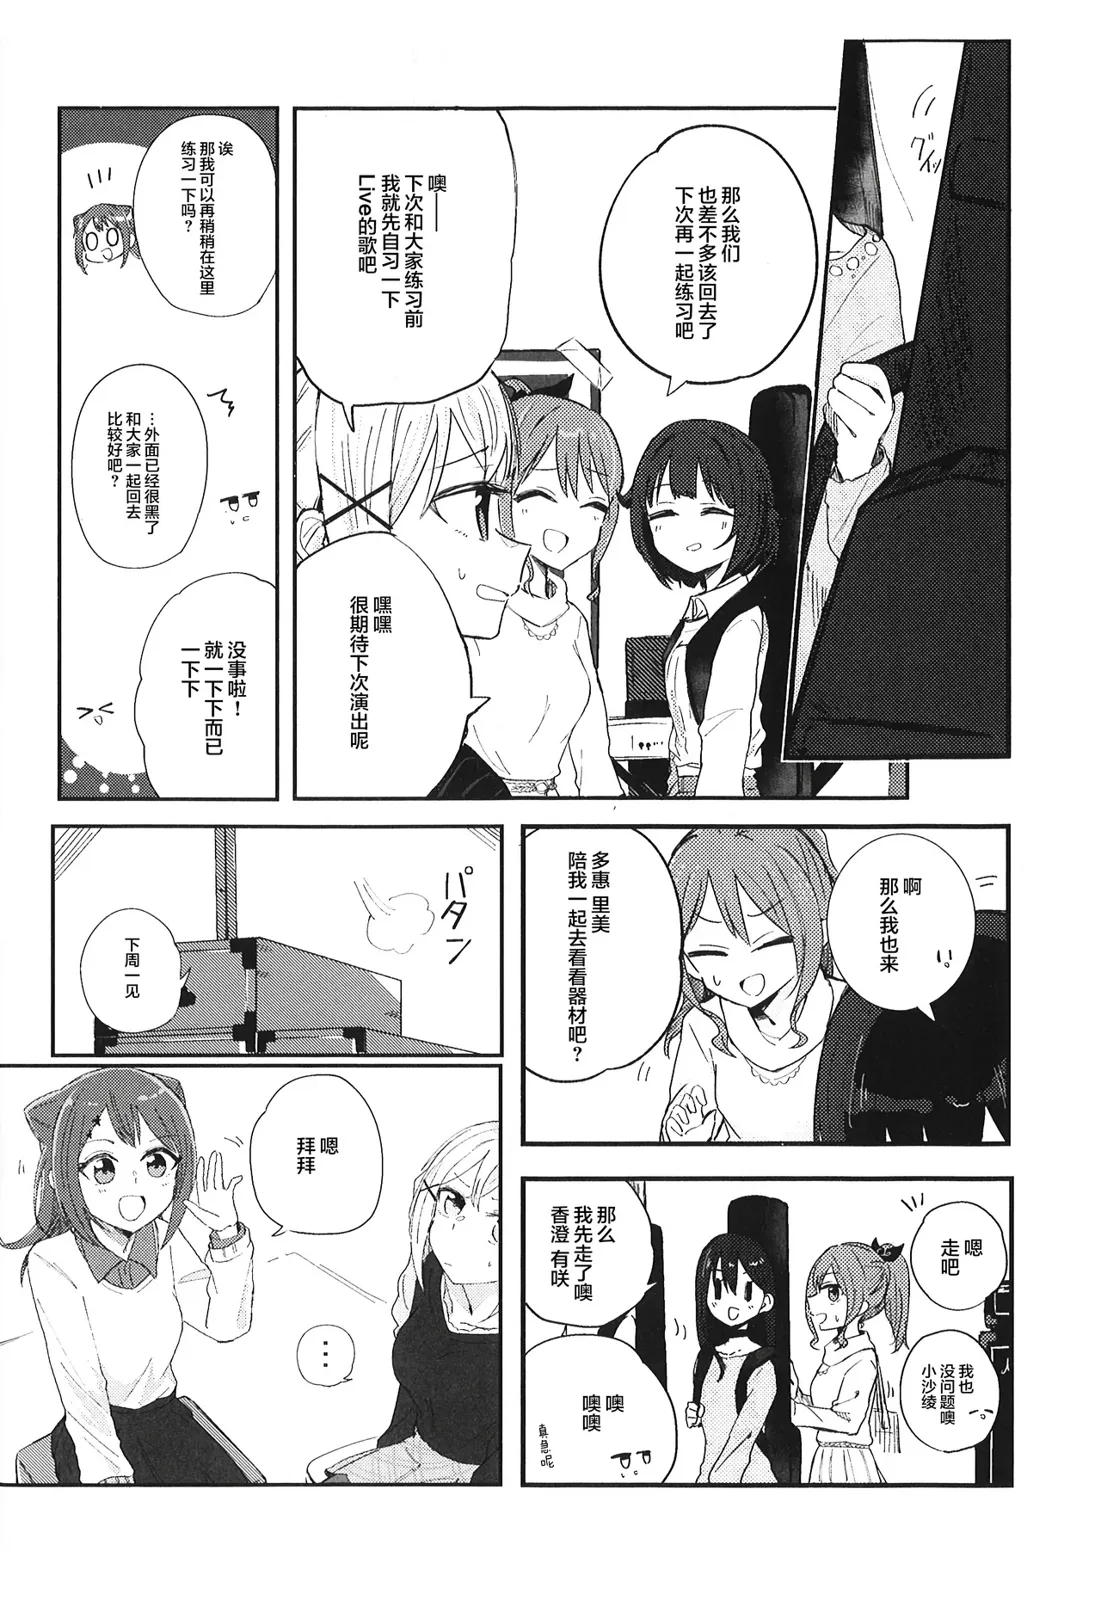 グイッ
那么我们
也差不多该回去了
下次再一起练习吧
噢——
下次和大家练习前
我就先自习一下
Live的歌吧
嘿嘿
很期待下次演出呢
诶
那我可以再稍稍在这里
练习一下吗？
…外面已经很黑了
和大家一起回去
比较好吧？
没事啦！
就一下下而已
一下下
啊
那么我也来
多惠 里美
陪我一起去看看器材吧？
嗯
走吧
我也
没问题噢
小沙绫
那么
我先走了噢
香澄 有咲
噢
噢噢
真急呢
パタン
下周一见
嗯
拜拜
…